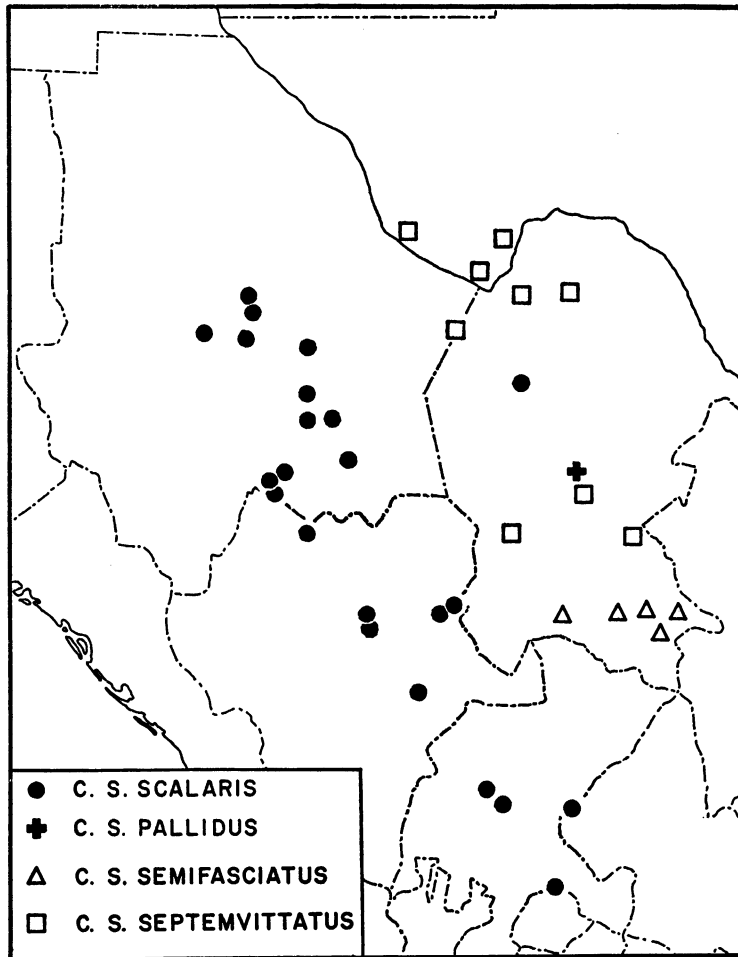 C. S. SCALARIS
C. S. PALLIDUS
C. S. SEMIFASCIATUS
C. S. SEPTEMVITTATUS